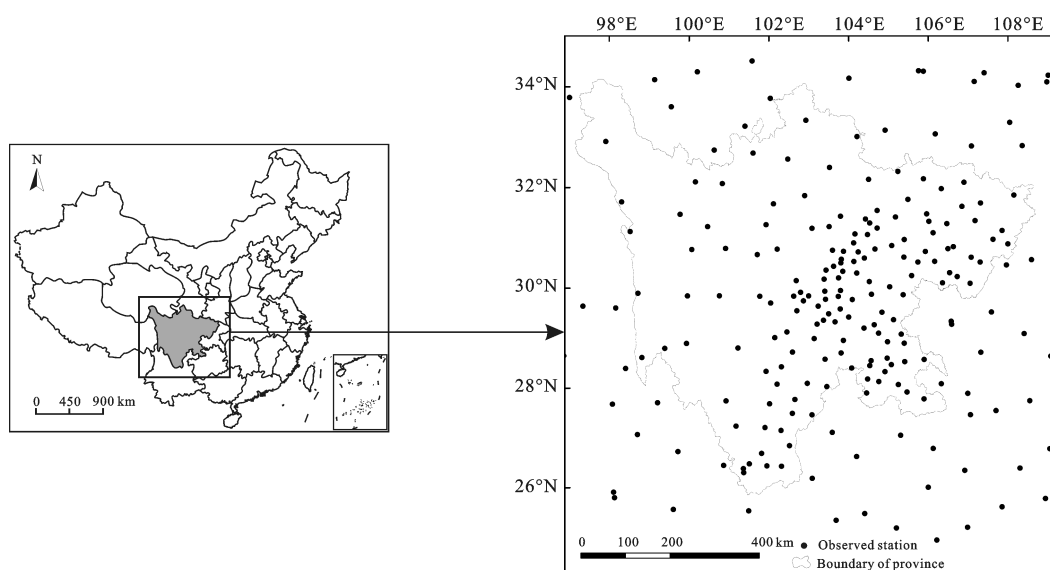 N
0 450 900 km
98°E 100°E 102°E 104°E 106°E 108°E
34°N
32°N
30°N
28°N
26°N
0 100 200 400 km
Observed station
Boundary of province